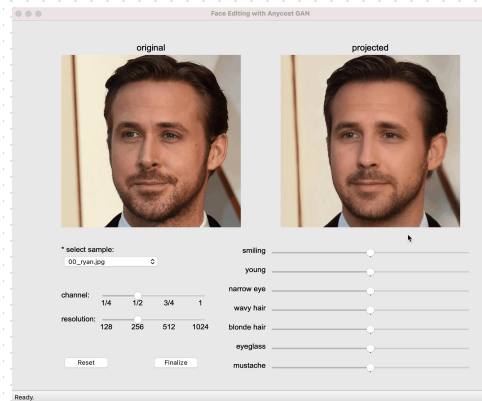 Face Editing with Anycost GAN
original
projected
* select sample:
00_ryan.jpg
channel:
1/4 1/2 3/4 1
resolution:
128 256 512 1024
Reset Finalize
smiling
young
narrow eye
wavy hair
blonde hair
eyeglass
mustache
Ready.